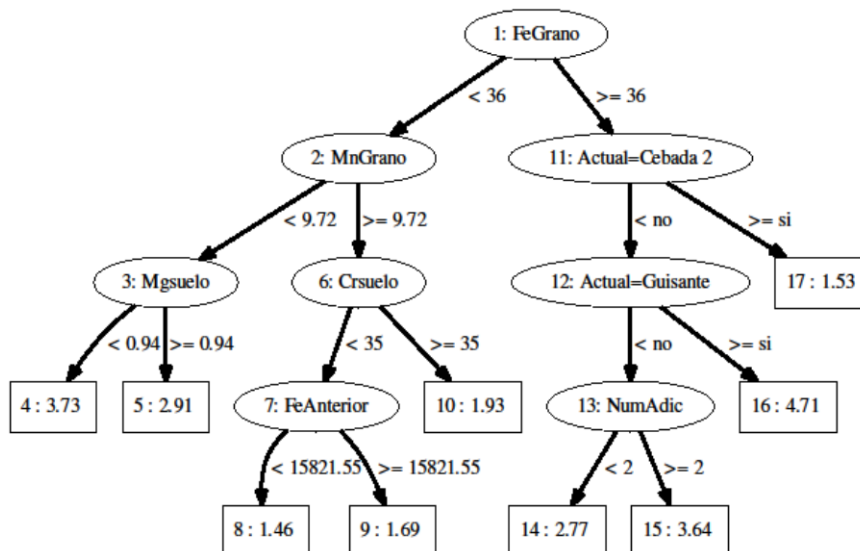 1: FeGrano
< 36
>= 36
2: MnGrano
11: Actual=Cebada 2
< 9.72
>= 9.72
< no
>= si
3: Mgsuelo
6: Crsuelo
12: Actual=Guisante
17 : 1.53
< 0.94
>= 0.94
< 35
>= 35
< no
>= si
4 : 3.73
5 : 2.91
7: FeAnterior
10 : 1.93
13: NumAdic
16 : 4.71
< 15821.55
>= 15821.55
< 2
>= 2
8 : 1.46
9 : 1.69
14 : 2.77
15 : 3.64